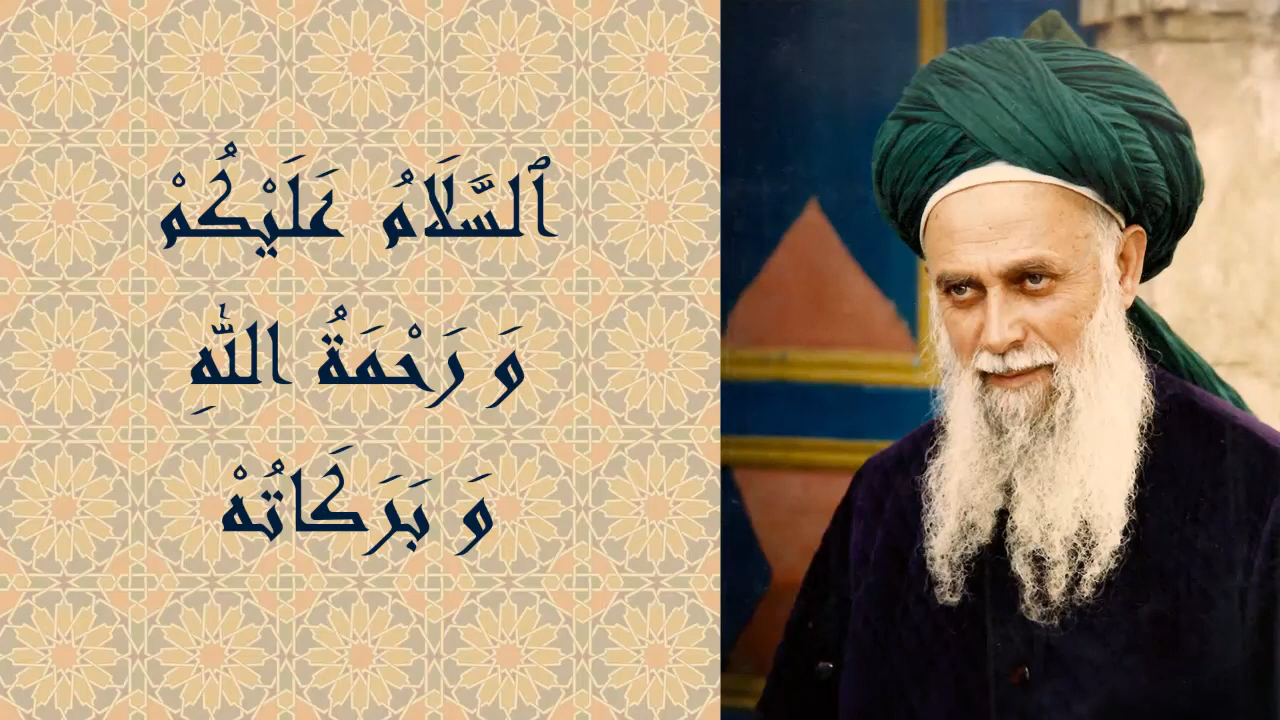 ٱلسَّلَامُ عَلَيْكُمْ
وَ رَحْمَةُ اللّٰهِ
وَ بَرَكَاتُهْ